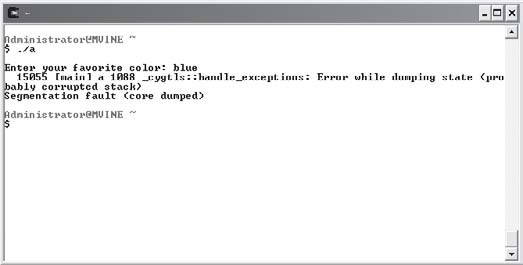 ~
Administrator@MVINE ~
$ ./a
Enter your favorite color: blue
15055 [main] a 1088 _cygtls::handle_exceptions: Error while dumping state (pro
bably corrupted stack)
Segmentation fault (core dumped)
Administrator@MVINE ~
$